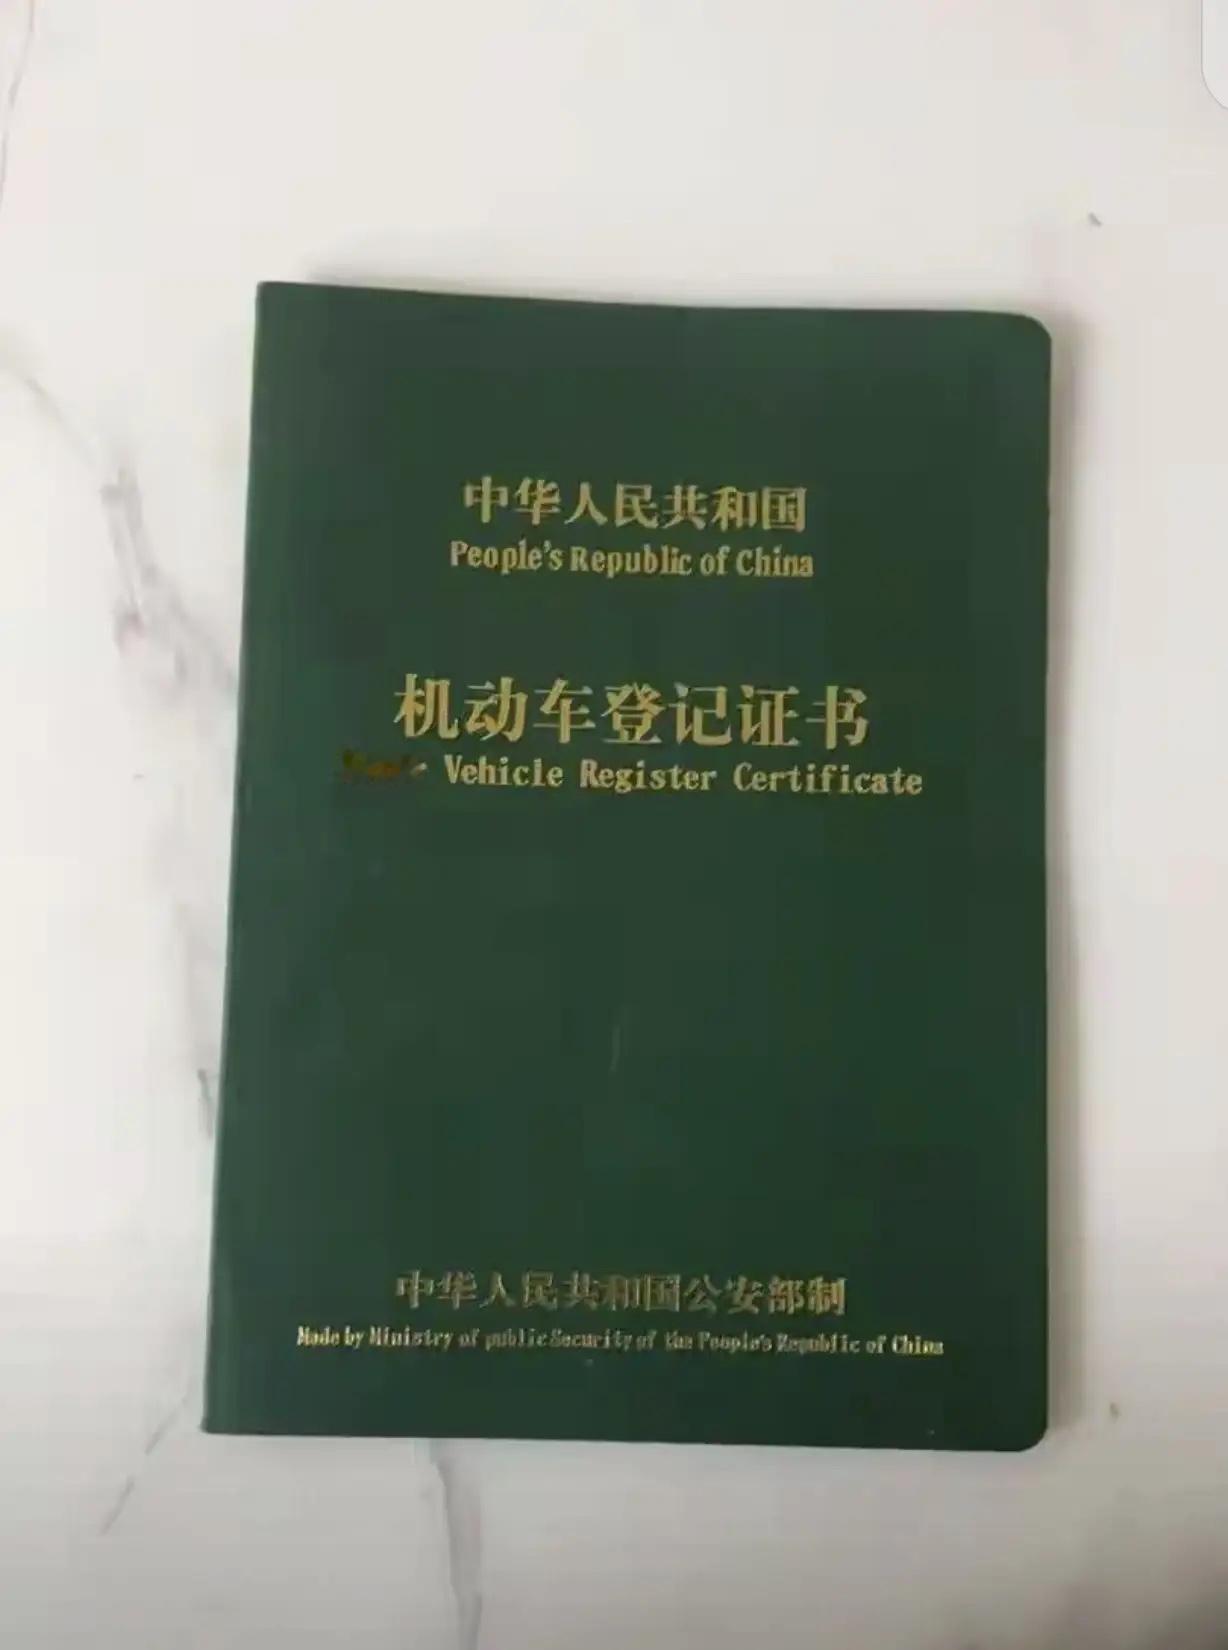 中华人民共和国
People's Republic of China
机动车登记证书
Vehicle Register Certificate
中华人民共和国公安部制
Made by Ministry of public Security of the People's Republic of China